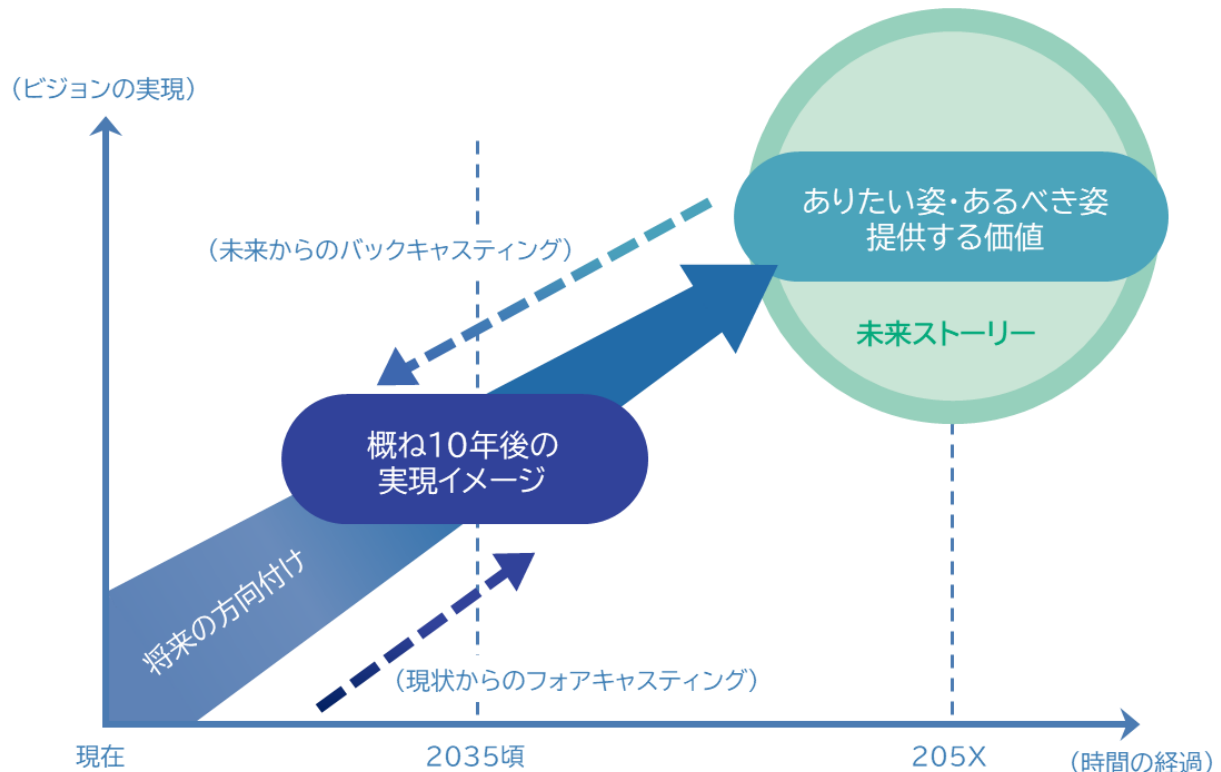 (ビジョンの実現)
ありたい姿・あるべき姿
提供する価値
(未来からのバックキャスティング)
未来ストーリー
概ね10年後の
実現イメージ
将来の方向付け
(現状からのフォアキャスティング)
現在
2035頃
205X
(時間の経過)